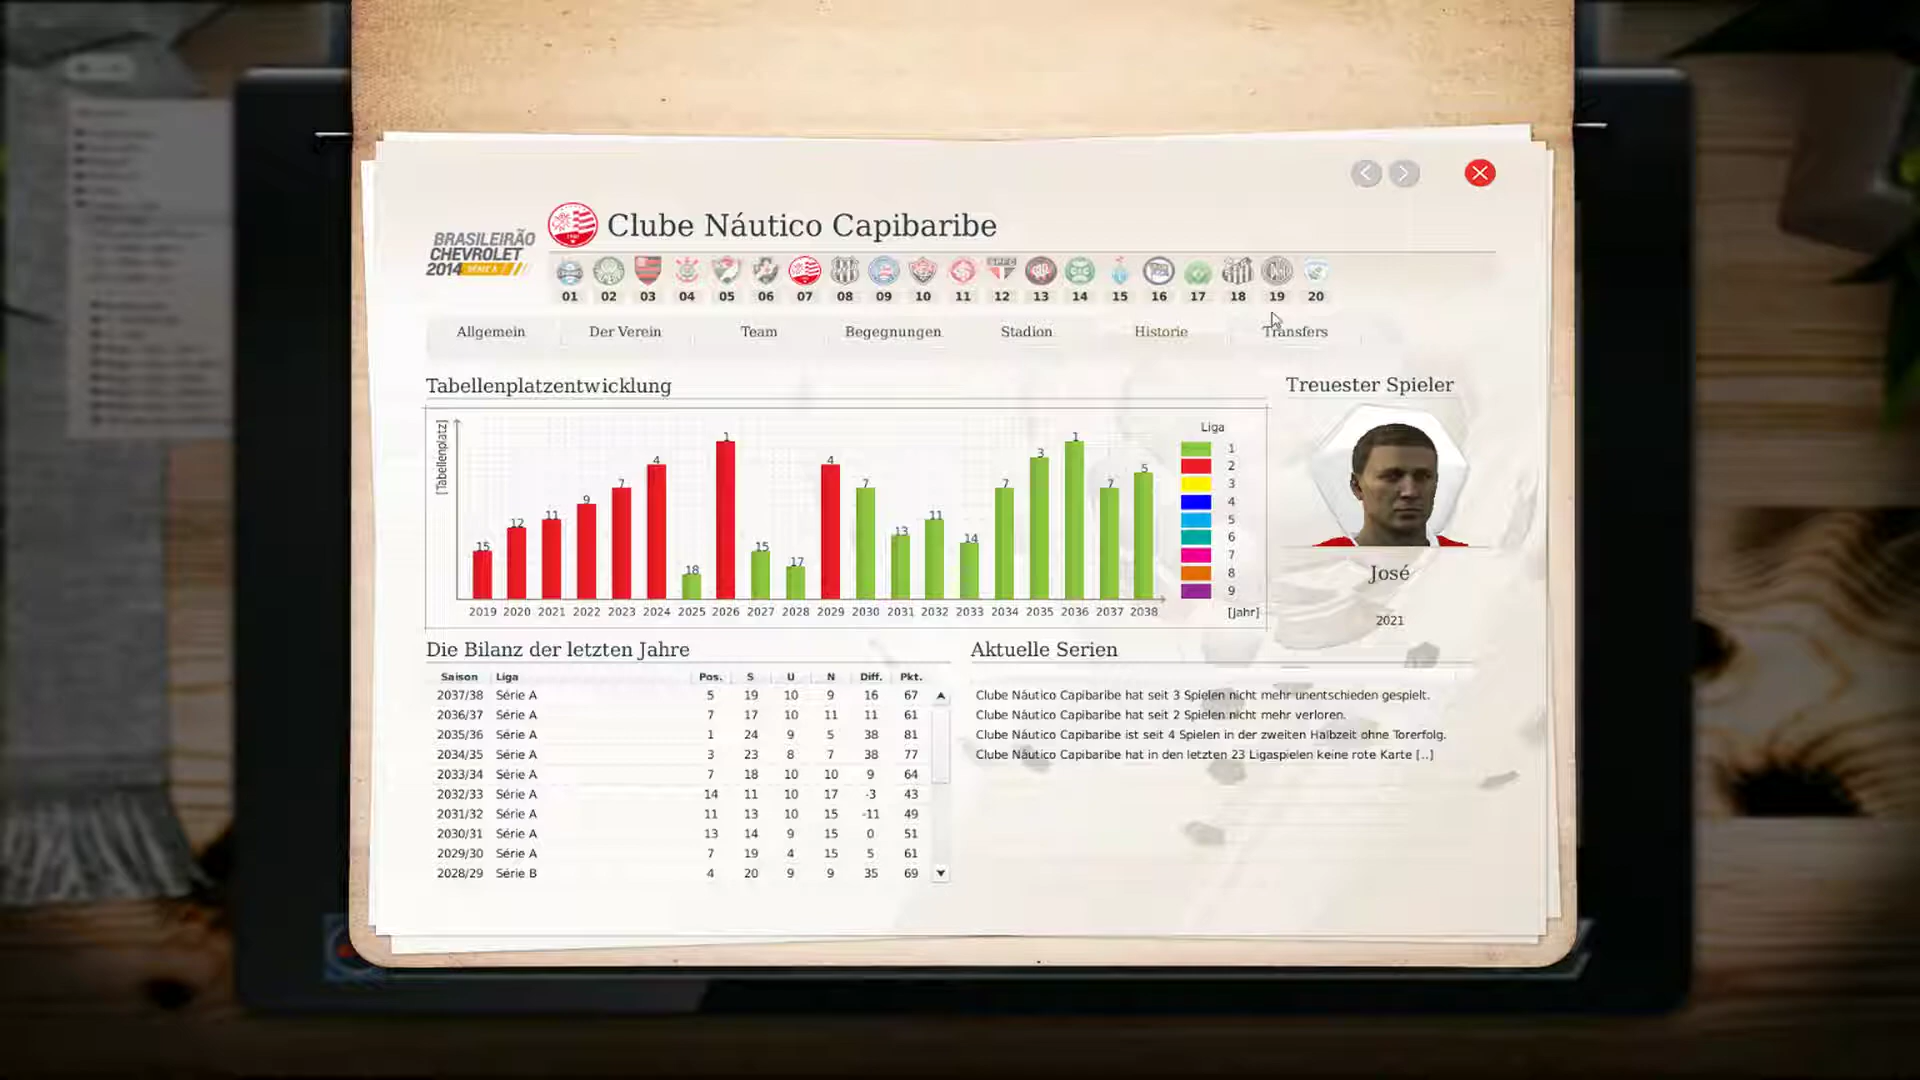 Clube Náutico Capibaribe
BRASILEIRÃO
CHEVROLET
2014 SÉRIE A
01 02 03 04 05 06 07 08 09 10 11 12 13 14 15 16 17 18 19 20
Allgemein Der Verein Team Begegnungen Stadion Historie Transfers
Tabellenplatzentwicklung
[Tabellenplatz]
15 12 11 9 7 4 18 1 15 17 4 7 13 11 14 7 3 1 7 5
2019 2020 2021 2022 2023 2024 2025 2026 2027 2028 2029 2030 2031 2032 2033 2034 2035 2036 2037 2038
[Jahr]
Liga
1
2
3
4
5
6
7
8
9
Treuester Spieler
José
2021
Die Bilanz der letzten Jahre
Saison Liga Pos. S U N Diff. Pkt.
2037/38 Série A 5 19 10 9 16 67
2036/37 Série A 7 17 10 11 11 61
2035/36 Série A 1 24 9 5 38 81
2034/35 Série A 3 23 8 7 38 77
2033/34 Série A 7 18 10 10 9 64
2032/33 Série A 14 11 10 17 -3 43
2031/32 Série A 11 13 10 15 -11 49
2030/31 Série A 13 14 9 15 0 51
2029/30 Série A 7 19 4 15 5 61
2028/29 Série B 4 20 9 9 35 69
Aktuelle Serien
Clube Náutico Capibaribe hat seit 3 Spielen nicht mehr unentschieden gespielt.
Clube Náutico Capibaribe hat seit 2 Spielen nicht mehr verloren.
Clube Náutico Capibaribe ist seit 4 Spielen in der zweiten Halbzeit ohne Torerfolg.
Clube Náutico Capibaribe hat in den letzten 23 Ligaspielen keine rote Karte [..]